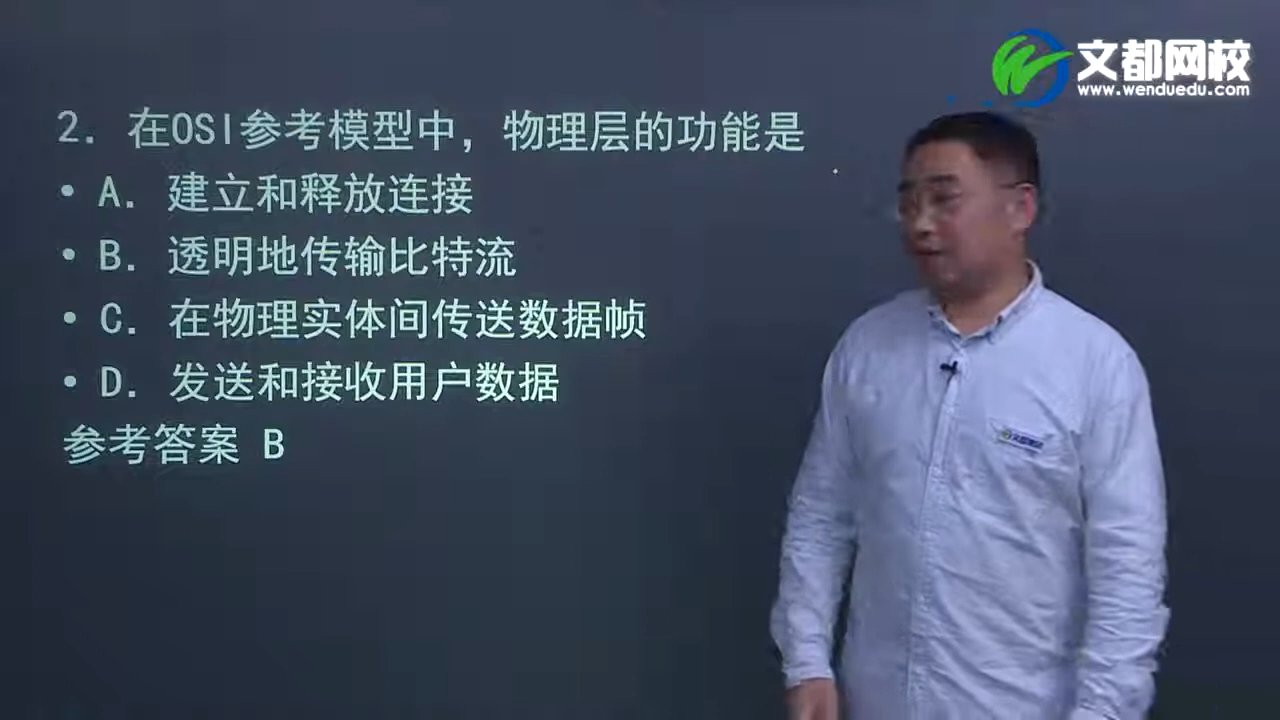 文都网校
www.wenduedu.com
2. 在OSI参考模型中，物理层的功能是
• A. 建立和释放连接
• B. 透明地传输比特流
• C. 在物理实体间传送数据帧
• D. 发送和接收用户数据
参考答案 B